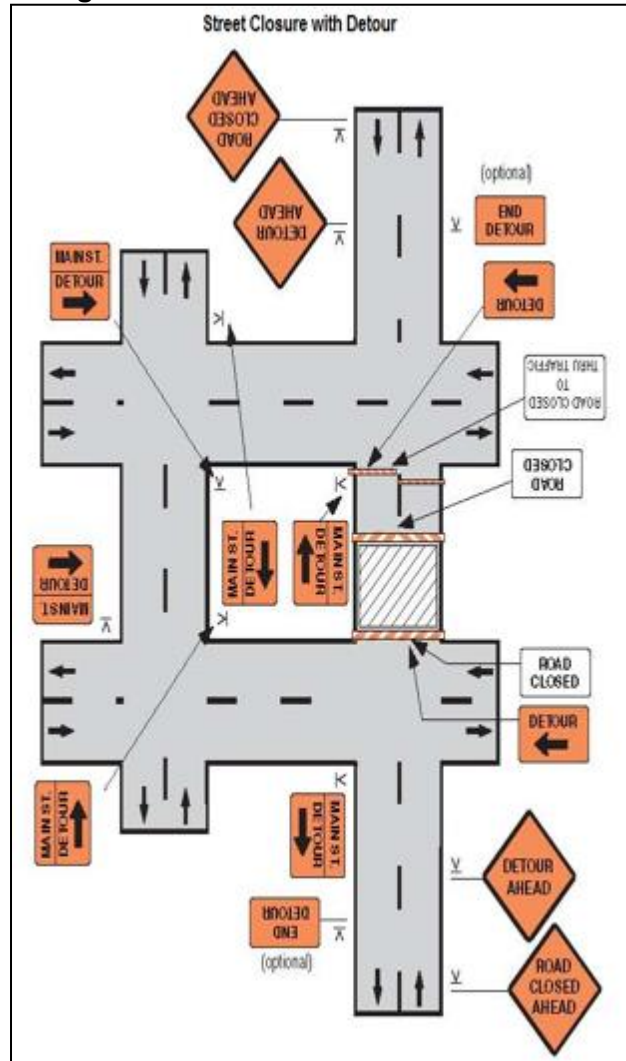 Street Closure with Detour
ROAD
CLOSED
AHEAD
DETOUR
AHEAD
(optional)
END
DETOUR
MAIN ST.
DETOUR
DETOUR
ROAD CLOSED
TO
THRU TRAFFIC
ROAD
CLOSED
MAIN ST.
DETOUR
MAIN ST.
DETOUR
MAIN ST.
DETOUR
ROAD
CLOSED
DETOUR
MAIN ST.
DETOUR
MAIN ST.
DETOUR
DETOUR
AHEAD
END
DETOUR
(optional)
ROAD
CLOSED
AHEAD